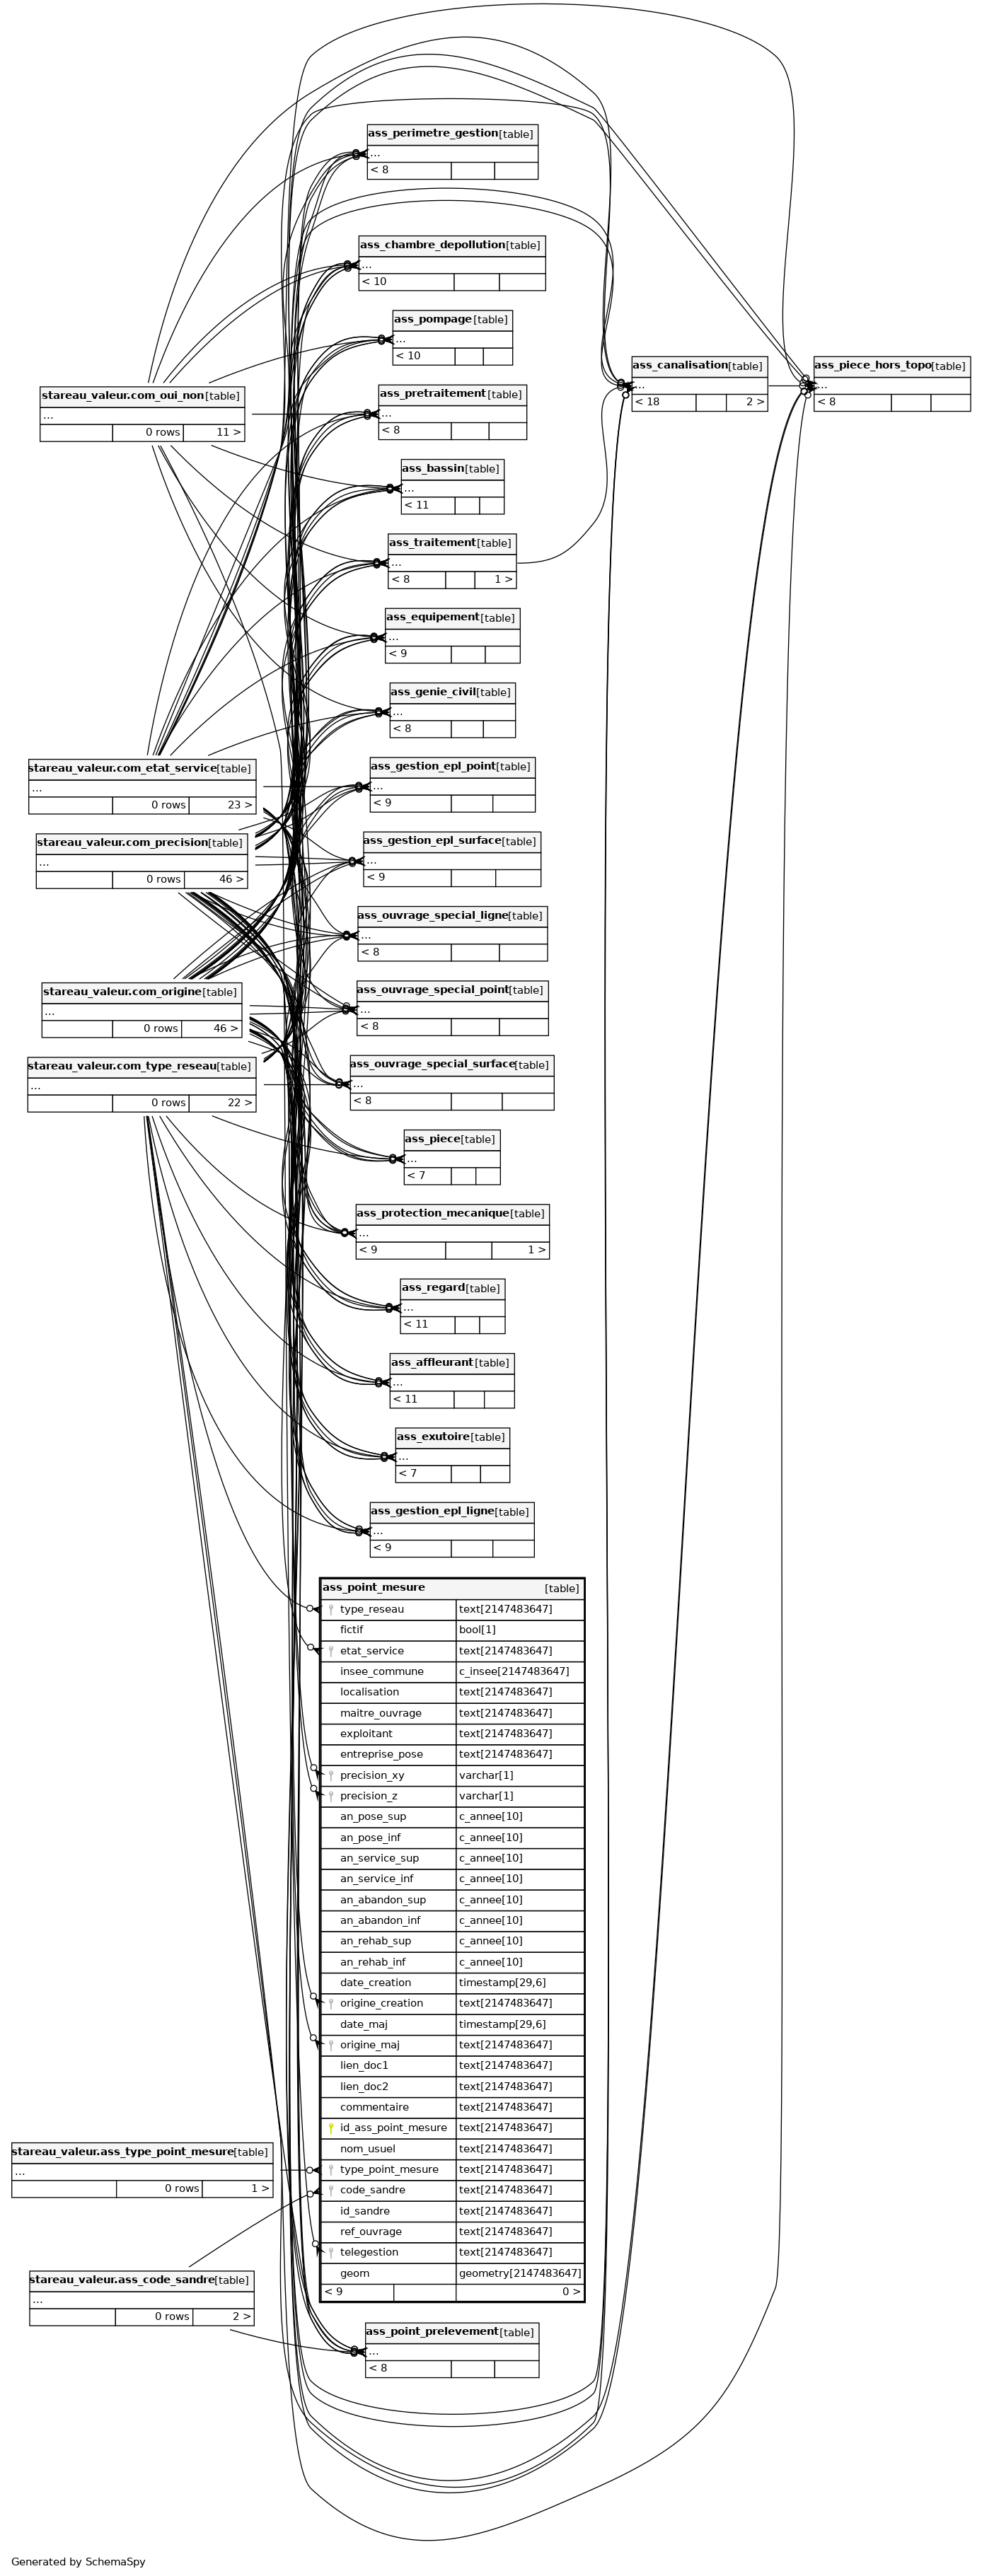 ass_perimetre_gestion [table]
...
< 8
ass_chambre_depollution [table]
...
< 10
ass_pompage [table]
...
< 10
ass_pretraitement [table]
...
< 8
ass_bassin [table]
...
< 11
ass_traitement [table]
...
< 8 1 >
ass_equipement [table]
...
< 9
ass_genie_civil [table]
...
< 8
ass_canalisation [table]
...
< 18 2 >
ass_piece_hors_topo [table]
...
< 8
stareau_valeur.com_oui_non [table]
...
0 rows 11 >
stareau_valeur.com_etat_service [table]
...
0 rows 23 >
stareau_valeur.com_precision [table]
...
0 rows 46 >
stareau_valeur.com_origine [table]
...
0 rows 46 >
stareau_valeur.com_type_reseau [table]
...
0 rows 22 >
ass_gestion_epl_point [table]
...
< 9
ass_gestion_epl_surface [table]
...
< 9
ass_ouvrage_special_ligne [table]
...
< 8
ass_ouvrage_special_point [table]
...
< 8
ass_ouvrage_special_surface [table]
...
< 8
ass_piece [table]
...
< 7
ass_protection_mecanique [table]
...
< 9 1 >
ass_regard [table]
...
< 11
ass_affleurant [table]
...
< 11
ass_exutoire [table]
...
< 7
ass_gestion_epl_ligne [table]
...
< 9
ass_point_mesure [table]
type_reseau text[2147483647]
fictif bool[1]
etat_service text[2147483647]
insee_commune c_insee[2147483647]
localisation text[2147483647]
maitre_ouvrage text[2147483647]
exploitant text[2147483647]
entreprise_pose text[2147483647]
precision_xy varchar[1]
precision_z varchar[1]
an_pose_sup c_annee[10]
an_pose_inf c_annee[10]
an_service_sup c_annee[10]
an_service_inf c_annee[10]
an_abandon_sup c_annee[10]
an_abandon_inf c_annee[10]
an_rehab_sup c_annee[10]
an_rehab_inf c_annee[10]
date_creation timestamp[29,6]
origine_creation text[2147483647]
date_maj timestamp[29,6]
origine_maj text[2147483647]
lien_doc1 text[2147483647]
lien_doc2 text[2147483647]
commentaire text[2147483647]
id_ass_point_mesure text[2147483647]
nom_usuel text[2147483647]
type_point_mesure text[2147483647]
code_sandre text[2147483647]
id_sandre text[2147483647]
ref_ouvrage text[2147483647]
telegestion text[2147483647]
geom geometry[2147483647]
< 9 0 >
stareau_valeur.ass_type_point_mesure [table]
...
0 rows 1 >
stareau_valeur.ass_code_sandre [table]
...
0 rows 2 >
ass_point_prelevement [table]
...
< 8
Generated by SchemaSpy